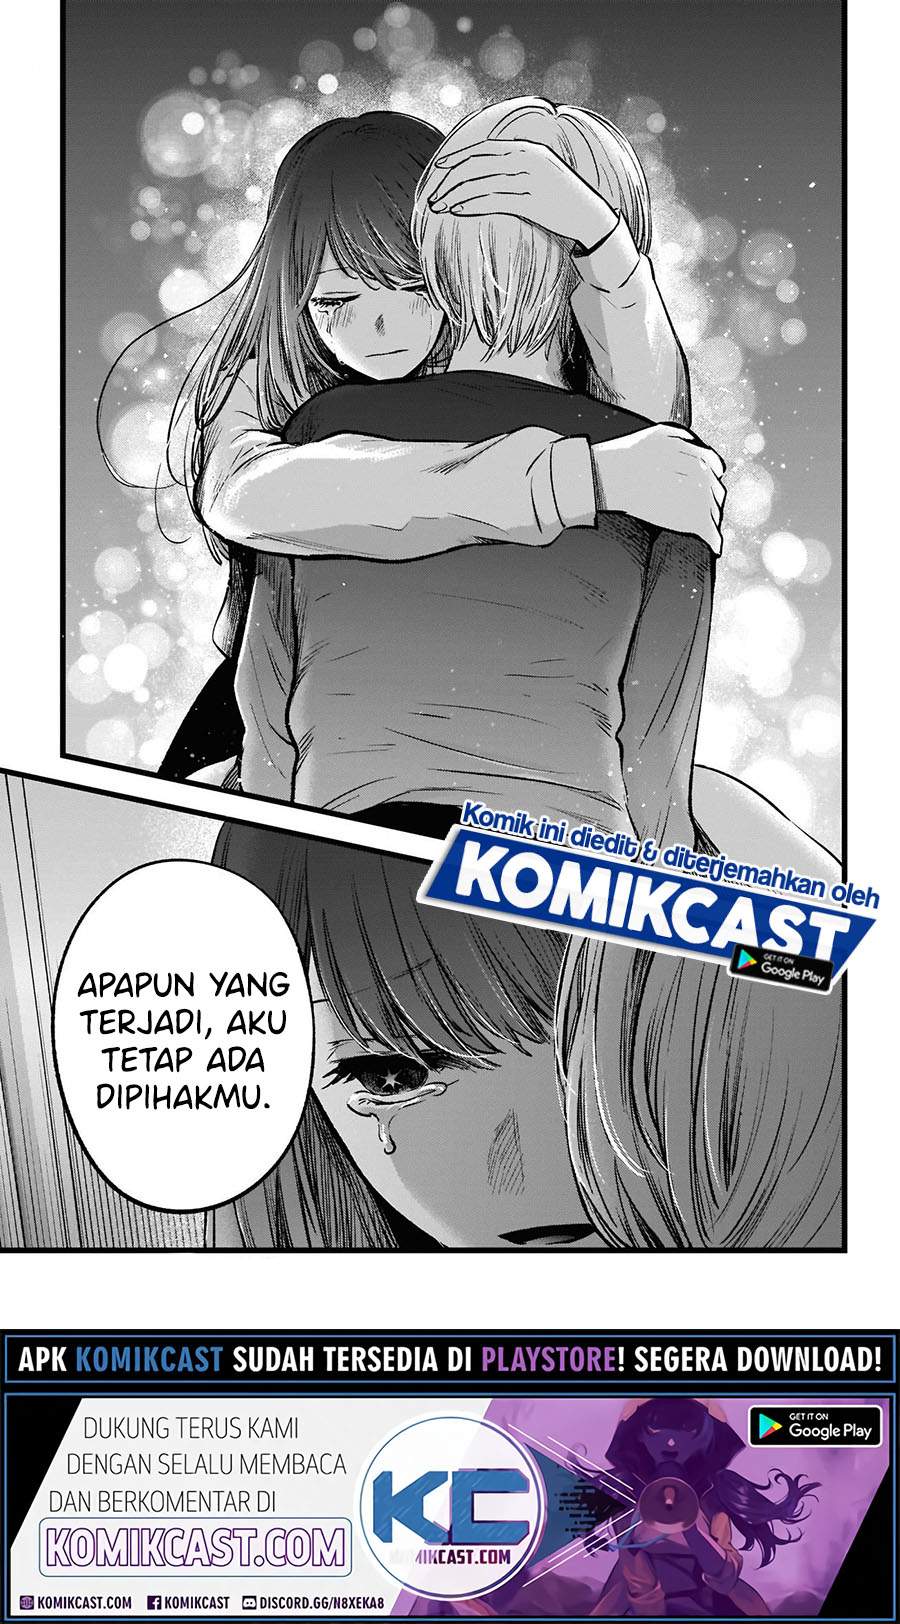 Komik ini diedit & diterjemahkan oleh
KOMIKCAST
GET IT ON
Google Play
APAPUN YANG
TERJADI, AKU
TETAP ADA
DIPIHAKMU.
APK KOMIKCAST SUDAH TERSEDIA DI PLAYSTORE! SEGERA DOWNLOAD!
DUKUNG TERUS KAMI
DENGAN SELALU MEMBACA
DAN BERKOMENTAR DI
KOMIKCAST.COM
KOMIKCAST.COM
KOMIKCAST
DISCORD.GG/N8XEKA8
KC
KOMIKCAST.COM
GET IT ON
Google Play